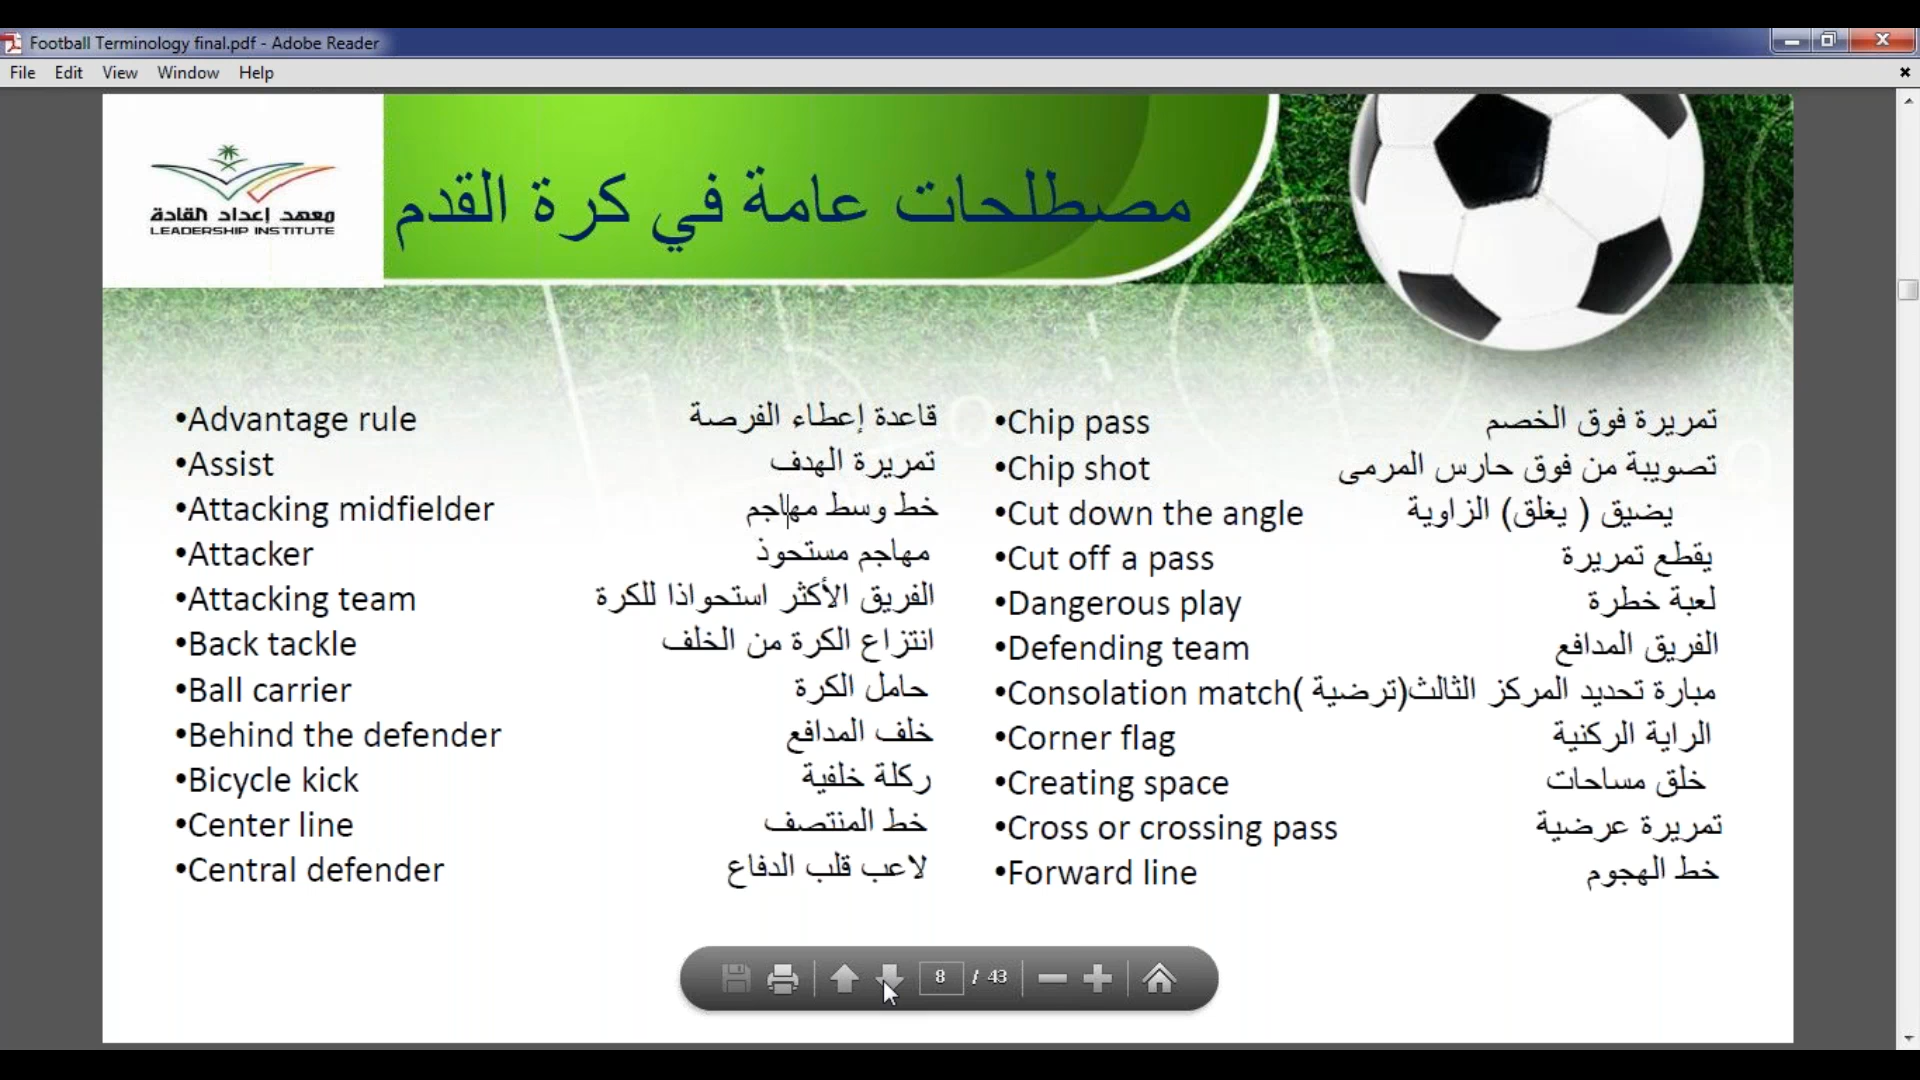 Football Terminology final.pdf - Adobe Reader
File Edit View Window Help
معهد إعداد القادة
LEADERSHIP INSTITUTE
مصطلحات عامة في كرة القدم
•Advantage rule قاعدة إعطاء الفرصة
•Assist تمريرة الهدف
•Attacking midfielder خط وسط مهاجم
•Attacker مهاجم مستحوذ
•Attacking team الفريق الأكثر استحواذا للكرة
•Back tackle انتزاع الكرة من الخلف
•Ball carrier حامل الكرة
•Behind the defender خلف المدافع
•Bicycle kick ركلة خلفية
•Center line خط المنتصف
•Central defender لاعب قلب الدفاع
•Chip pass تمريرة فوق الخصم
•Chip shot تصويبة من فوق حارس المرمى
•Cut down the angle يضيق ( يغلق) الزاوية
•Cut off a pass يقطع تمريرة
•Dangerous play لعبة خطرة
•Defending team الفريق المدافع
•Consolation match مبارة تحديد المركز الثالث(ترضية )
•Corner flag الراية الركنية
•Creating space خلق مساحات
•Cross or crossing pass تمريرة عرضية
•Forward line خط الهجوم
8 / 43